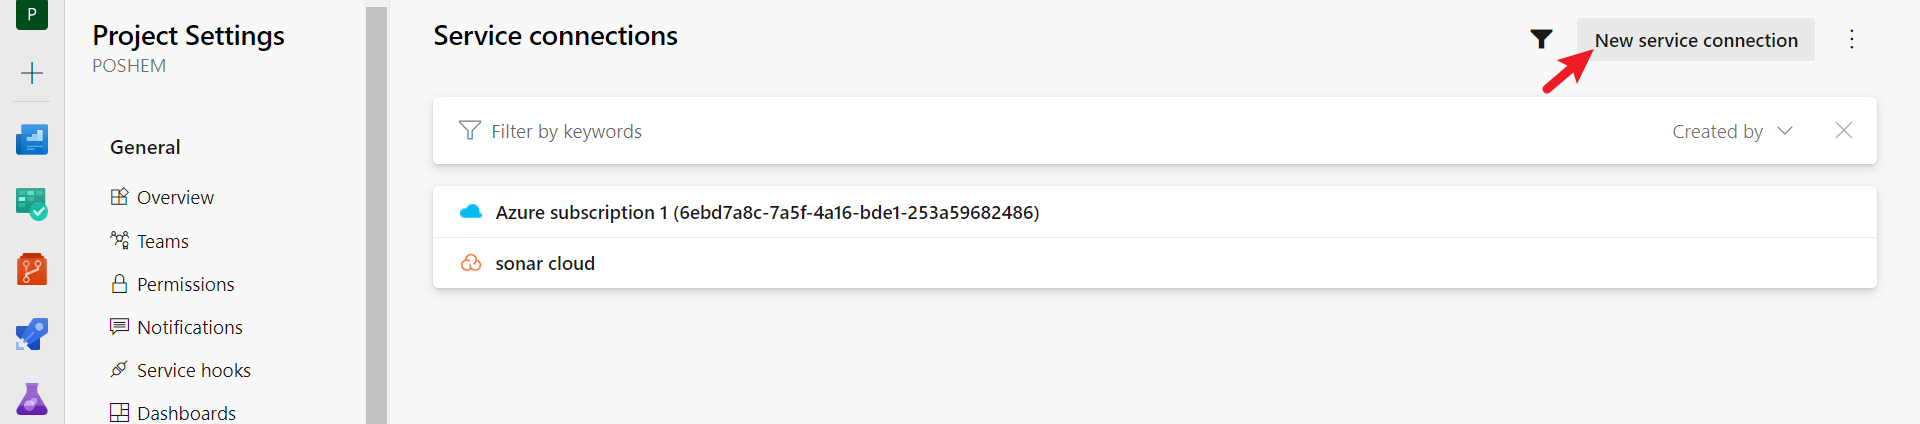 P
Project Settings
POSHEM
General
Overview
Teams
Permissions
Notifications
Service hooks
Dashboards
Service connections
New service connection
Filter by keywords
Created by
Azure subscription 1 (6ebd7a8c-7a5f-4a16-bde1-253a59682486)
sonar cloud